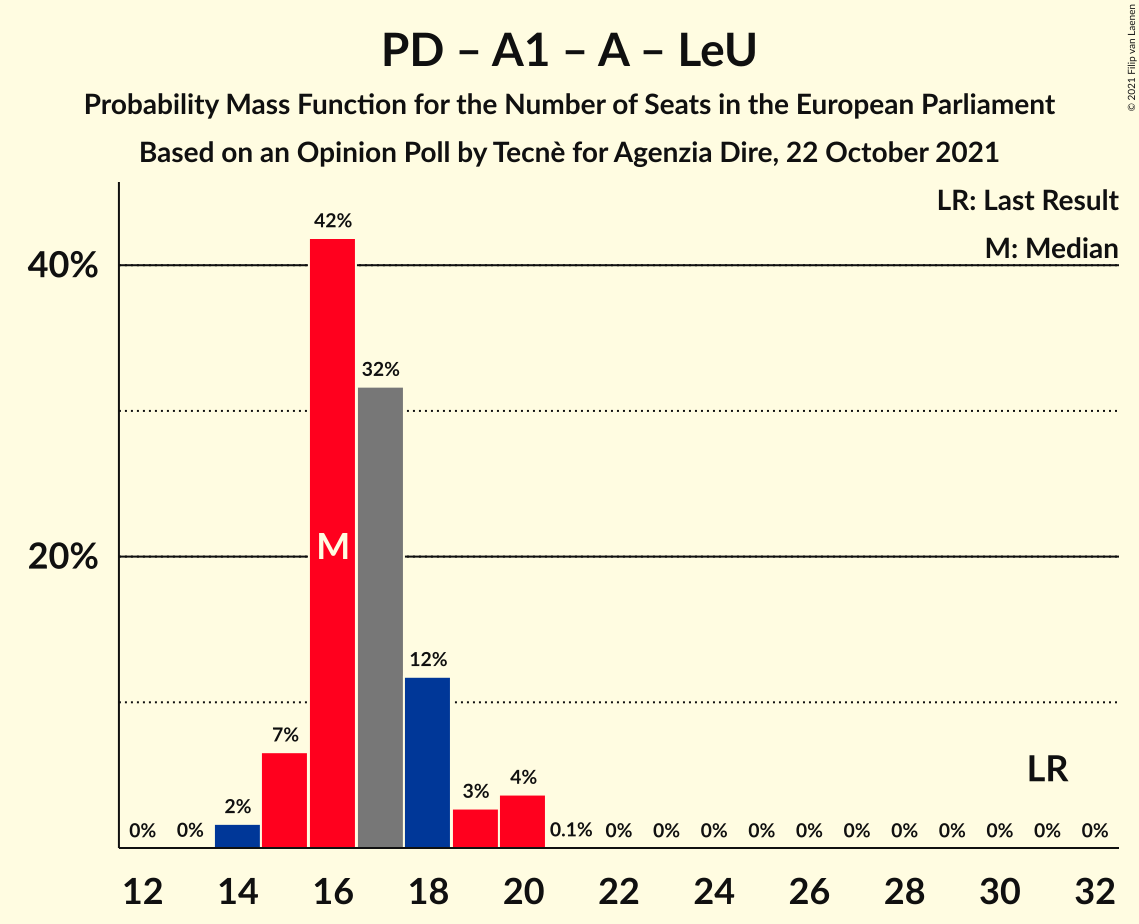 PD – A1 – A – LeU
Probability Mass Function for the Number of Seats in the European Parliament
Based on an Opinion Poll by Tecnè for Agenzia Dire, 22 October 2021
© 2021 Filip van Laenen
LR: Last Result
M: Median
40%
20%
0% 0% 2% 7% 42% 32% 12% 3% 4% 0.1% 0% 0% 0% 0% 0% 0% 0% 0% 0% 0% 0%
M
LR
12 14 16 18 20 22 24 26 28 30 32